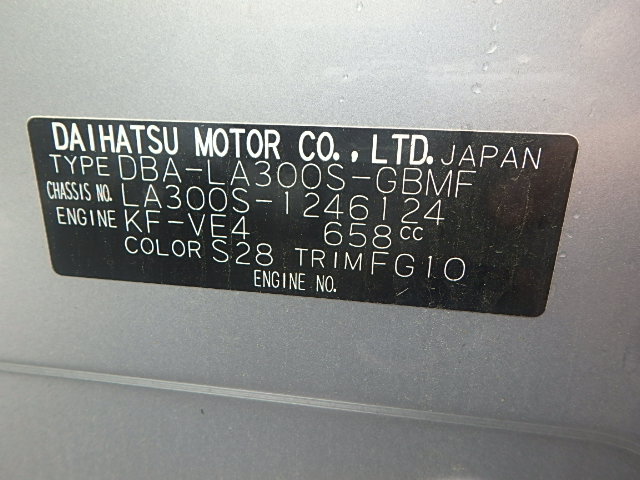 DAIHATSU MOTOR CO., LTD. JAPAN
TYPE DBA-LA300S-GBMF
CHASSIS NO. LA300S-1246124
ENGINE KF-VE4 658cc
COLOR S28 TRIM FG10
ENGINE NO.